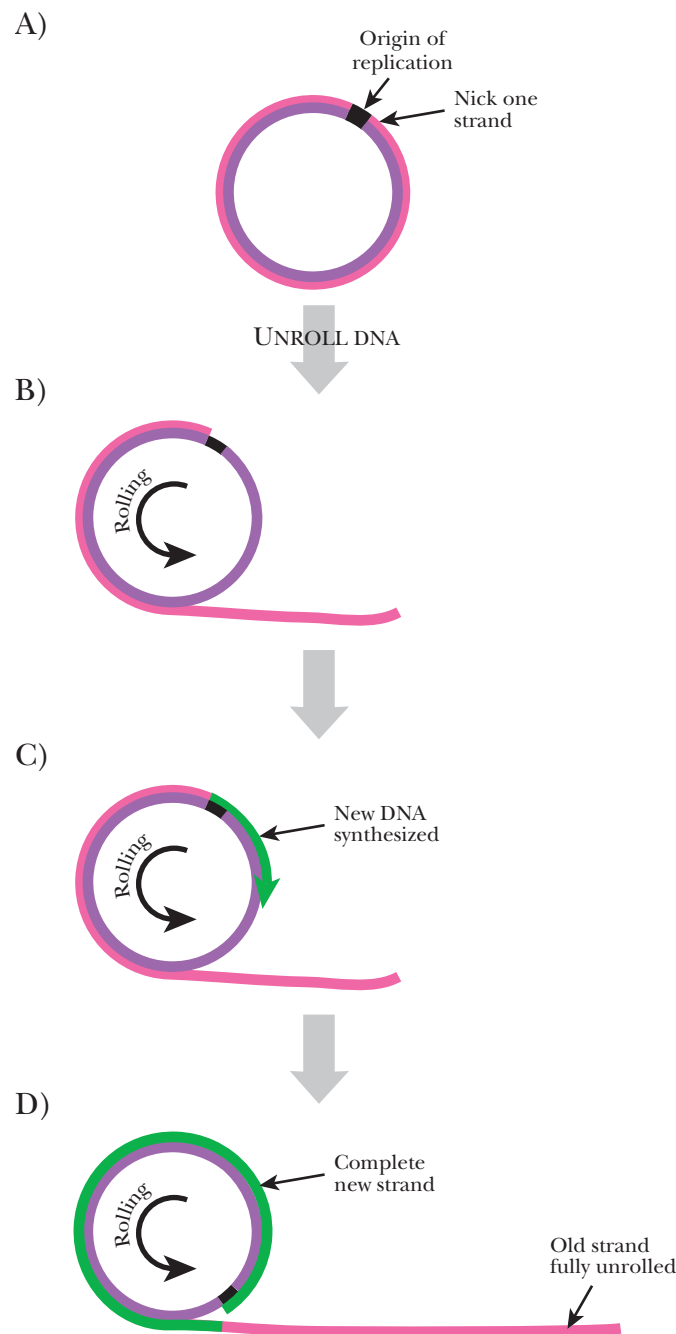 A)
Origin of
replication
Nick one
strand
UNROLL DNA
B)
Rolling
C)
New DNA
synthesized
Rolling
D)
Complete
new strand
Rolling
Old strand
fully unrolled